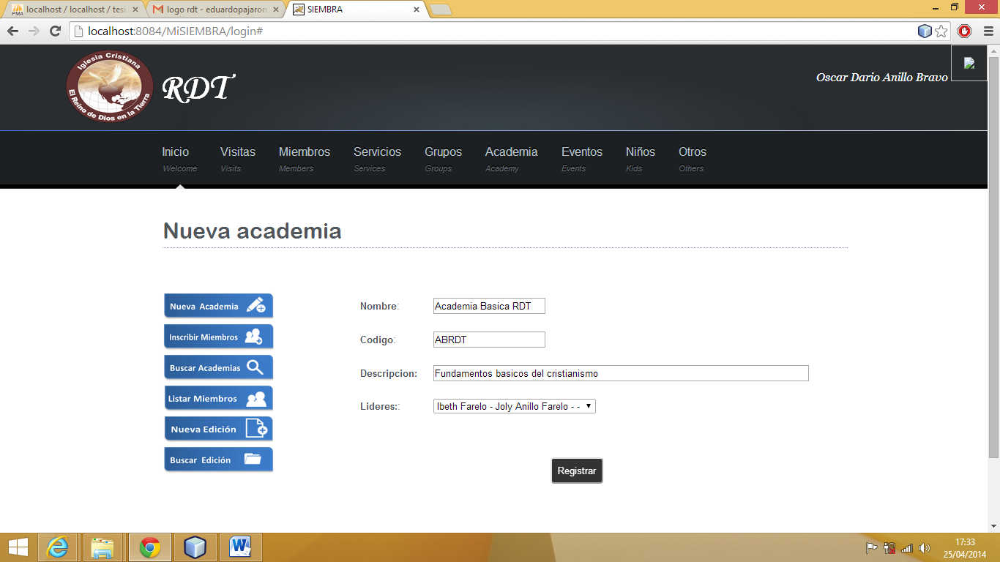 localhost / localhost / tesi
logo rdt - eduardopajaron
SIEMBRA
localhost:8084/MiSIEMBRA/login#
Iglesia Cristiana
El Reino de Dios en la Tierra
RDT
Oscar Dario Anillo Bravo
Inicio Visitas Miembros Servicios Grupos Academia Eventos Niños Otros
Welcome Visits Members Services Groups Academy Events Kids Others
Nueva academia
Nueva Academia
Inscribir Miembros
Buscar Academias
Listar Miembros
Nueva Edición
Buscar Edición
Nombre: Academia Basica RDT
Codigo: ABRDT
Descripcion: Fundamentos basicos del cristianismo
Lideres:: Ibeth Farelo - Joly Anillo Farelo - -
Registrar
17:33
25/04/2014